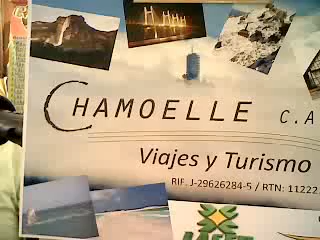 CHAMOELLE C.A
Viajes y Turismo
RIF. J-29626284-5 / RTN: 11222